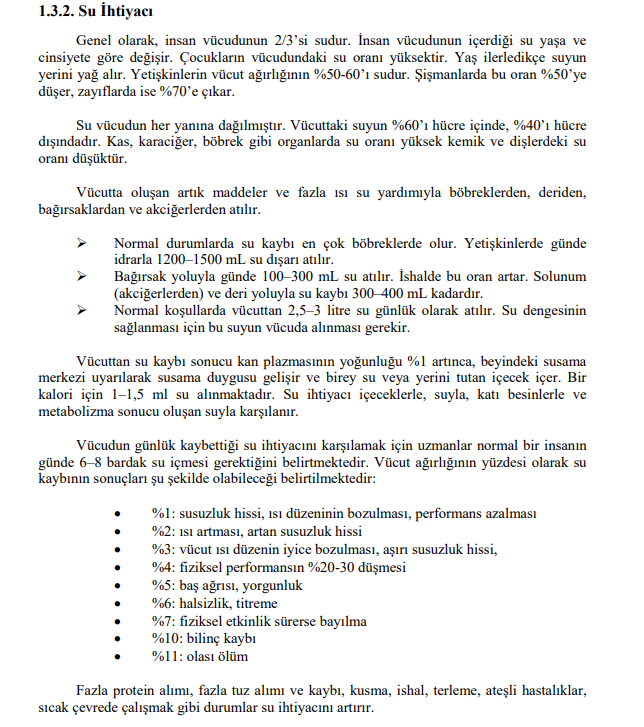 1.3.2. Su İhtiyacı
Genel olarak, insan vücudunun 2/3’si sudur. İnsan vücudunun içerdiği su yaşa ve
cinsiyete göre değişir. Çocukların vücudundaki su oranı yüksektir. Yaş ilerledikçe suyun
yerini yağ alır. Yetişkinlerin vücut ağırlığının %50-60’ı sudur. Şişmanlarda bu oran %50’ye
düşer, zayıflarda ise %70’e çıkar.
Su vücudun her yanına dağılmıştır. Vücuttaki suyun %60’ı hücre içinde, %40’ı hücre
dışındadır. Kas, karaciğer, böbrek gibi organlarda su oranı yüksek kemik ve dişlerdeki su
oranı düşüktür.
Vücutta oluşan artık maddeler ve fazla ısı su yardımıyla böbreklerden, deriden,
bağırsaklardan ve akciğerlerden atılır.
➢ Normal durumlarda su kaybı en çok böbreklerde olur. Yetişkinlerde günde
idrarla 1200–1500 mL su dışarı atılır.
➢ Bağırsak yoluyla günde 100–300 mL su atılır. İshalde bu oran artar. Solunum
(akciğerlerden) ve deri yoluyla su kaybı 300–400 mL kadardır.
➢ Normal koşullarda vücuttan 2,5–3 litre su günlük olarak atılır. Su dengesinin
sağlanması için bu suyun vücuda alınması gerekir.
Vücuttan su kaybı sonucu kan plazmasının yoğunluğu %1 artınca, beyindeki susama
merkezi uyarılarak susama duygusu gelişir ve birey su veya yerini tutan içecek içer. Bir
kalori için 1–1,5 ml su alınmaktadır. Su ihtiyacı içeceklerle, suyla, katı besinlerle ve
metabolizma sonucu oluşan suyla karşılanır.
Vücudun günlük kaybettiği su ihtiyacını karşılamak için uzmanlar normal bir insanın
günde 6–8 bardak su içmesi gerektiğini belirtmektedir. Vücut ağırlığının yüzdesi olarak su
kaybının sonuçları şu şekilde olabileceği belirtilmektedir:
• %1: susuzluk hissi, ısı düzeninin bozulması, performans azalması
• %2: ısı artması, artan susuzluk hissi
• %3: vücut ısı düzenin iyice bozulması, aşırı susuzluk hissi,
• %4: fiziksel performansın %20-30 düşmesi
• %5: baş ağrısı, yorgunluk
• %6: halsizlik, titreme
• %7: fiziksel etkinlik sürerse bayılma
• %10: bilinç kaybı
• %11: olası ölüm
Fazla protein alımı, fazla tuz alımı ve kaybı, kusma, ishal, terleme, ateşli hastalıklar,
sıcak çevrede çalışmak gibi durumlar su ihtiyacını artırır.